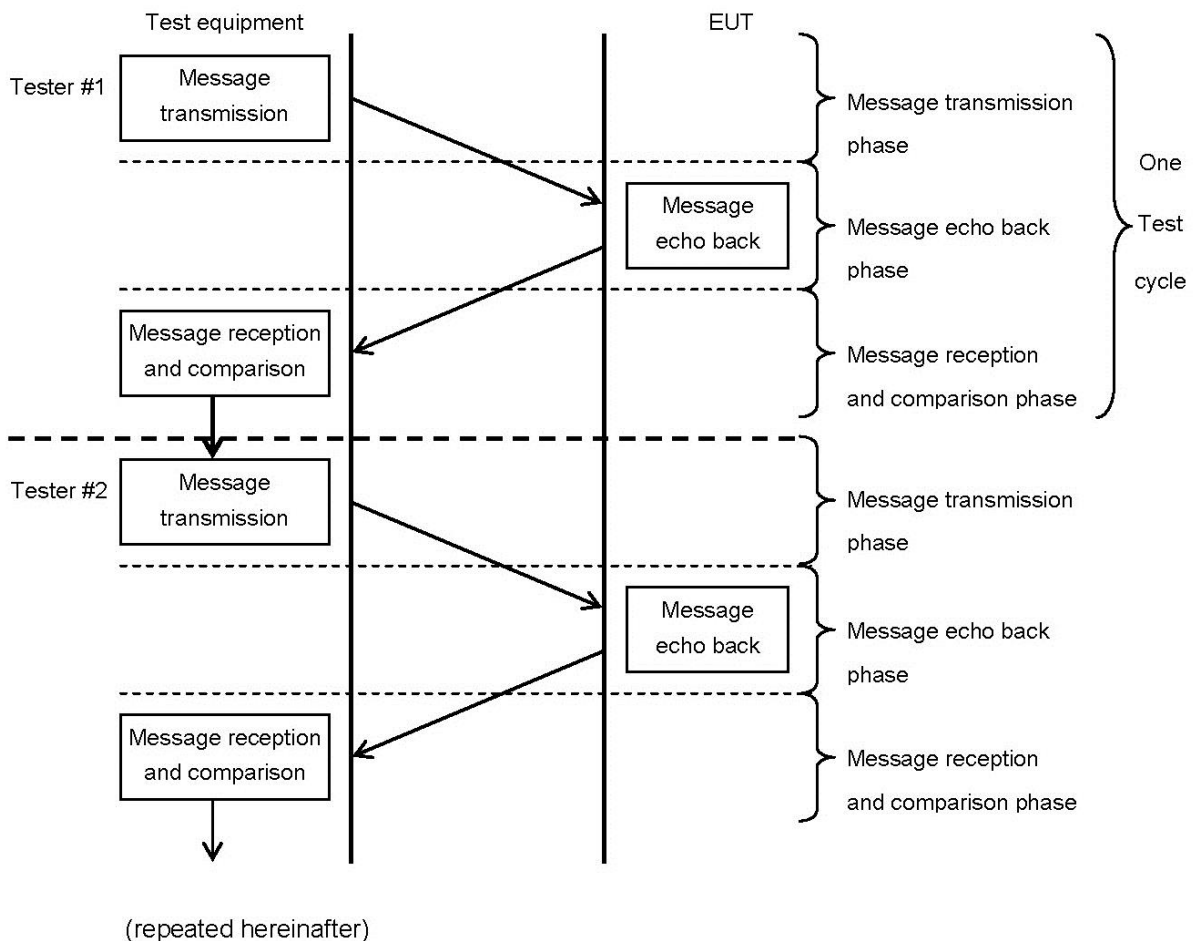 Test equipment
EUT
Tester #1
Message
transmission
Message transmission
phase
One
Test
cycle
Message
echo back
Message echo back
phase
Message reception
and comparison
Message reception
and comparison phase
Tester #2
Message
transmission
Message transmission
phase
Message
echo back
Message echo back
phase
Message reception
and comparison
Message reception
and comparison phase
(repeated hereinafter)